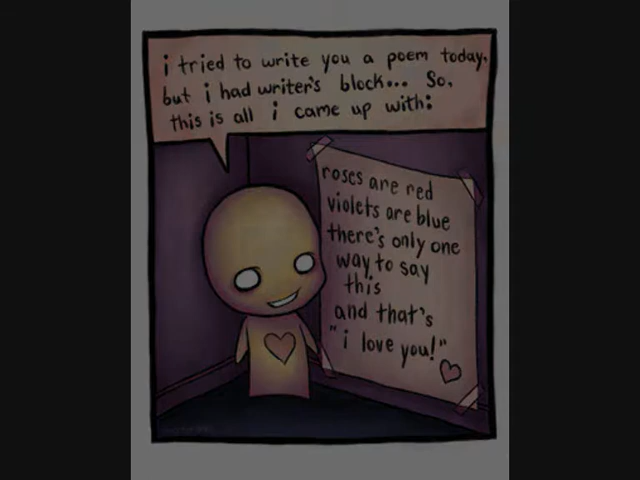 i tried to write you a poem today,
but i had writer's block... So,
this is all i came up with:
roses are red
violets are blue
there's only one
way to say
this
and that's
"i love you!"